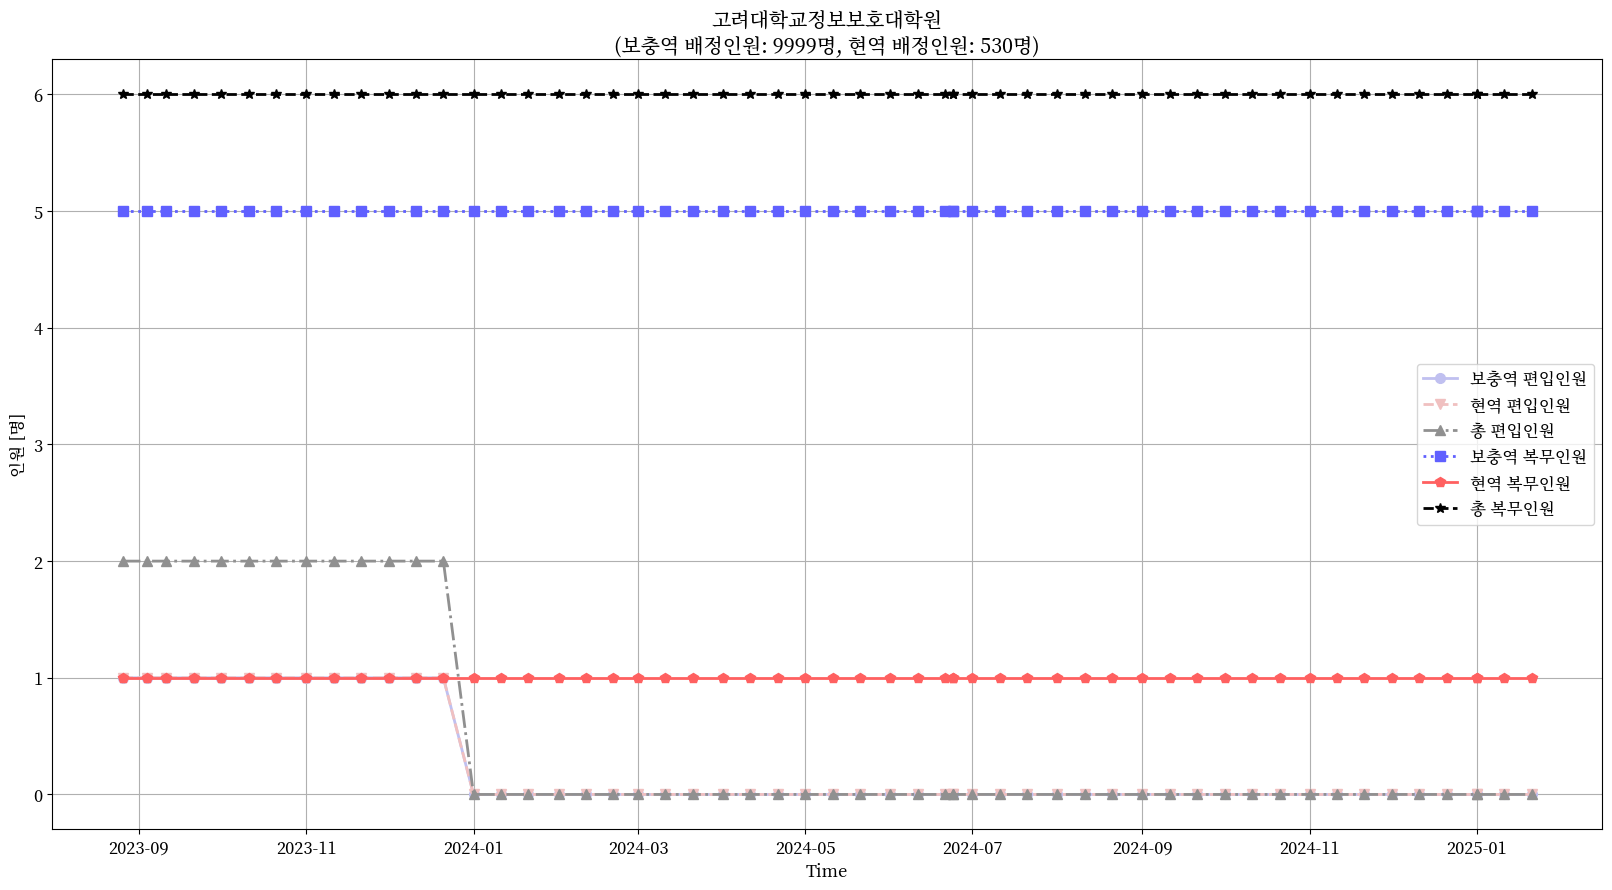 고려대학교정보보호대학원
(보충역 배정인원: 9999명, 현역 배정인원: 530명)
인원 [명]
6
5
4
3
2
1
0
보충역 편입인원
현역 편입인원
총 편입인원
보충역 복무인원
현역 복무인원
총 복무인원
2023-09 2023-11 2024-01 2024-03 2024-05 2024-07 2024-09 2024-11 2025-01
Time